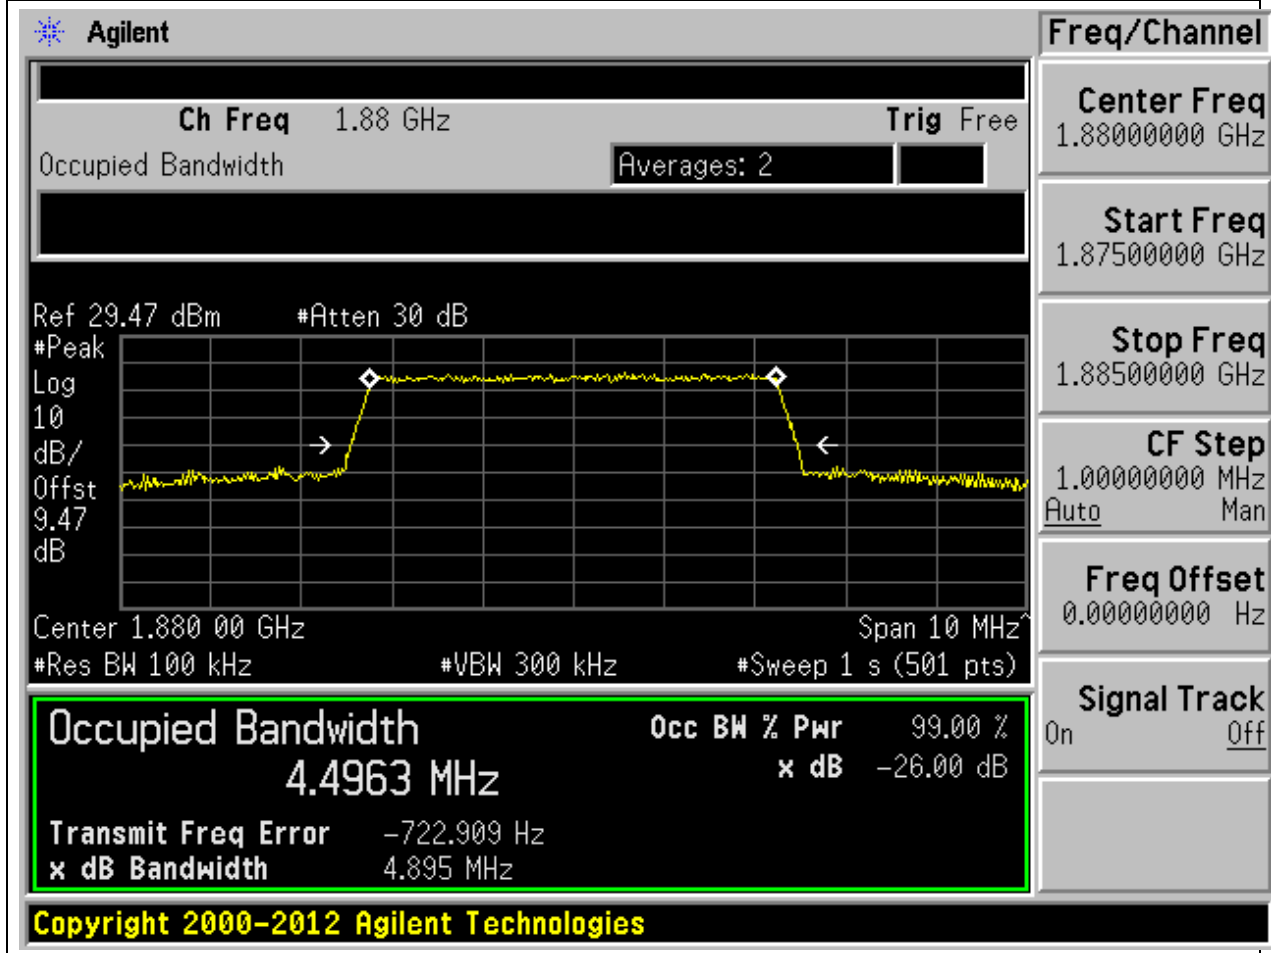 Agilent
Freq/Channel
Ch Freq 1.88 GHz Trig Free
Occupied Bandwidth Averages: 2
Ref 29.47 dBm #Atten 30 dB
#Peak
Log
10
dB/
Offst
9.47
dB
Center 1.880 00 GHz Span 10 MHz^
#Res BW 100 kHz #VBW 300 kHz #Sweep 1 s (501 pts)
Occupied Bandwidth
4.4963 MHz
Occ BW % Pwr 99.00 %
x dB -26.00 dB
Transmit Freq Error -722.909 Hz
x dB Bandwidth 4.895 MHz
Center Freq
1.88000000 GHz
Start Freq
1.87500000 GHz
Stop Freq
1.88500000 GHz
CF Step
1.00000000 MHz
Auto Man
Freq Offset
0.00000000 Hz
Signal Track
On Off
Copyright 2000-2012 Agilent Technologies